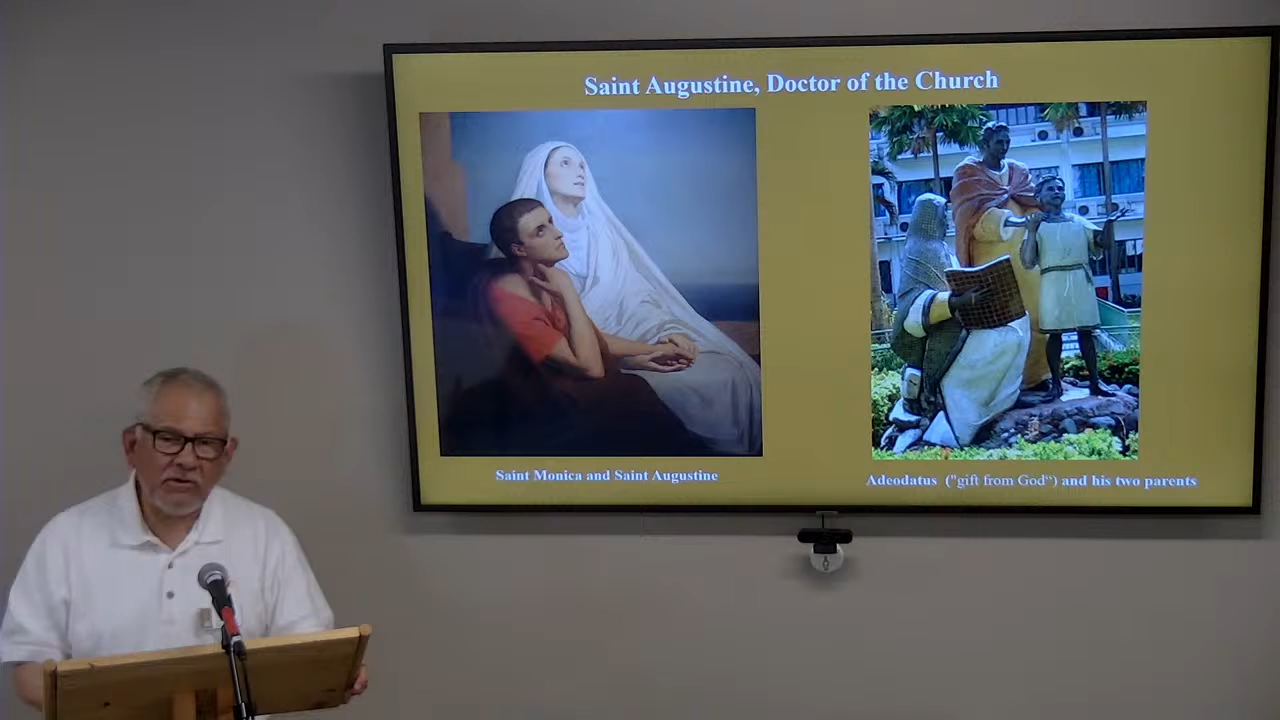 Saint Augustine, Doctor of the Church
Saint Monica and Saint Augustine
Adeodatus ("gift from God") and his two parents